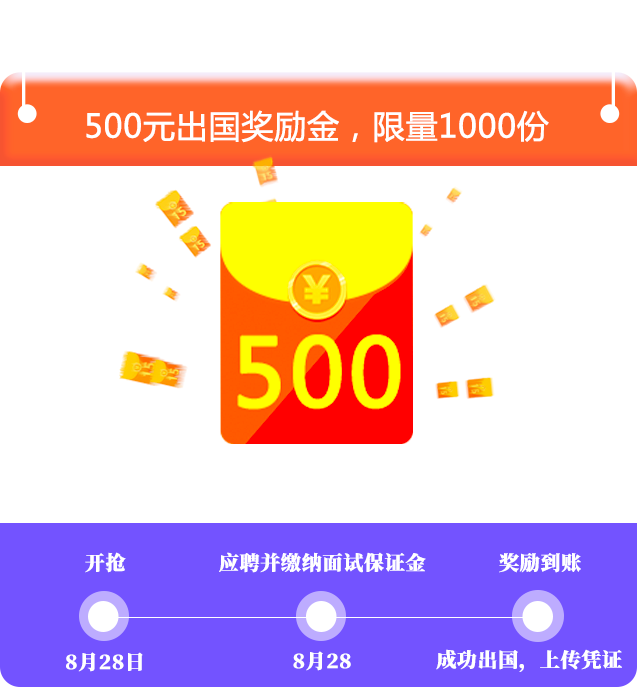 500元出国奖励金，限量1000份
¥
500
开抢 应聘并缴纳面试保证金 奖励到账
8月28日 8月28 成功出国，上传凭证